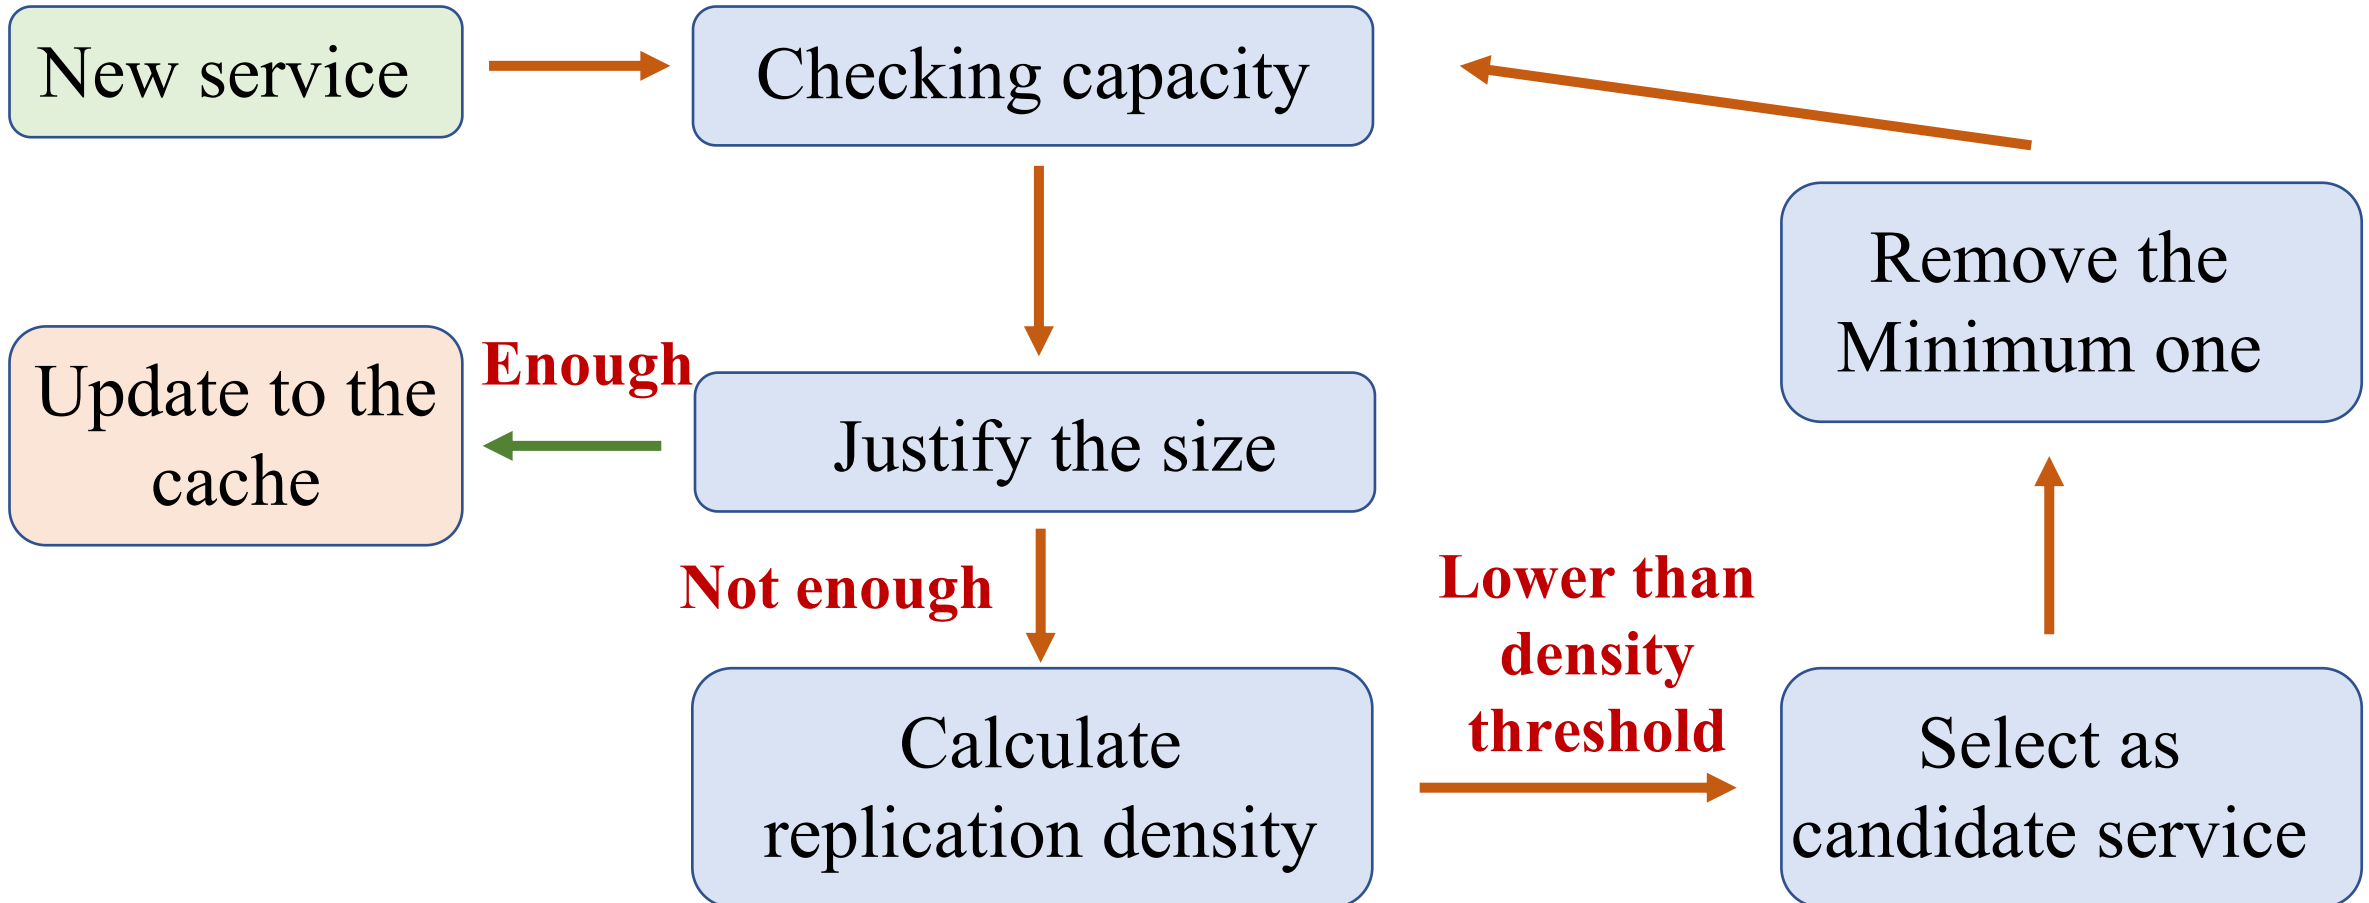 New service
Checking capacity
Remove the
Minimum one
Enough
Update to the
cache
Justify the size
Not enough
Lower than
density
threshold
Calculate
replication density
Select as
candidate service